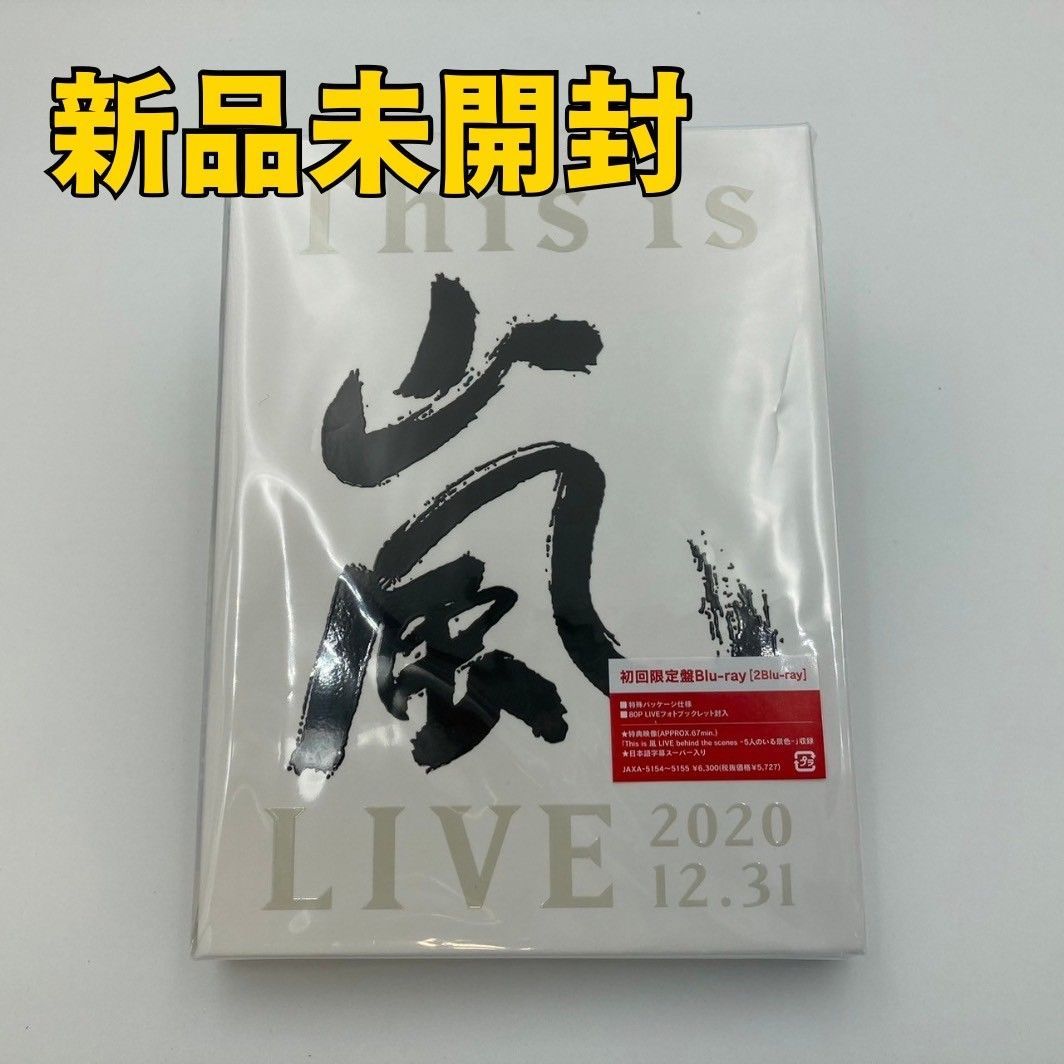 新品未開封
This is
嵐
LIVE 2020
12.31
初回限定盤Blu-ray [2Blu-ray]
■特殊パッケージ仕様
■80P LIVEフォトブックレット封入
★特典映像(APPROX.67min.)
「This is 嵐 LIVE behind the scenes -5人のいる景色-」収録
★日本語字幕スーパー入り
JAXA-5154〜5155 ¥6,300(税抜価格¥5,727)